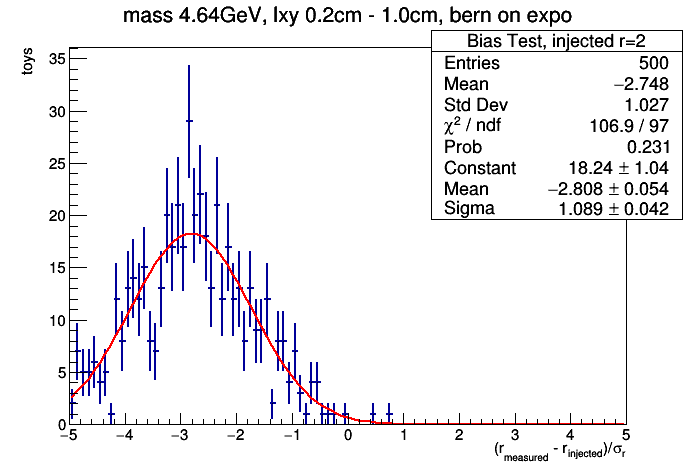 mass 4.64GeV, lxy 0.2cm - 1.0cm, bern on expo
toys
Bias Test, injected r=2
Entries 500
Mean −2.748
Std Dev 1.027
χ² / ndf 106.9 / 97
Prob 0.231
Constant 18.24 ± 1.04
Mean −2.808 ± 0.054
Sigma 1.089 ± 0.042
35
30
25
20
15
10
5
0
−5 −4 −3 −2 −1 0 1 2 3 4 5
(r_measured - r_injected)/σ_r